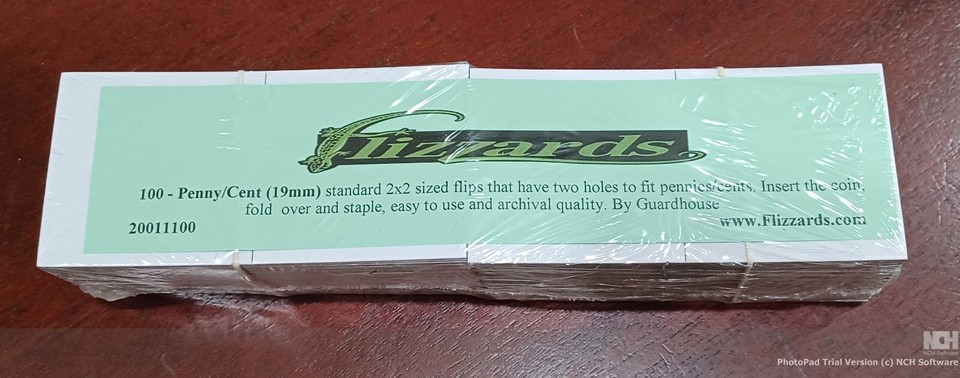 Flizzards
100 - Penny/Cent (19mm) standard 2x2 sized flips that have two holes to fit pennies/cents. Insert the coin,
fold over and staple, easy to use and archival quality. By Guardhouse
20011100
www.Flizzards.com
NCH
NCH Software
PhotoPad Trial Version (c) NCH Software